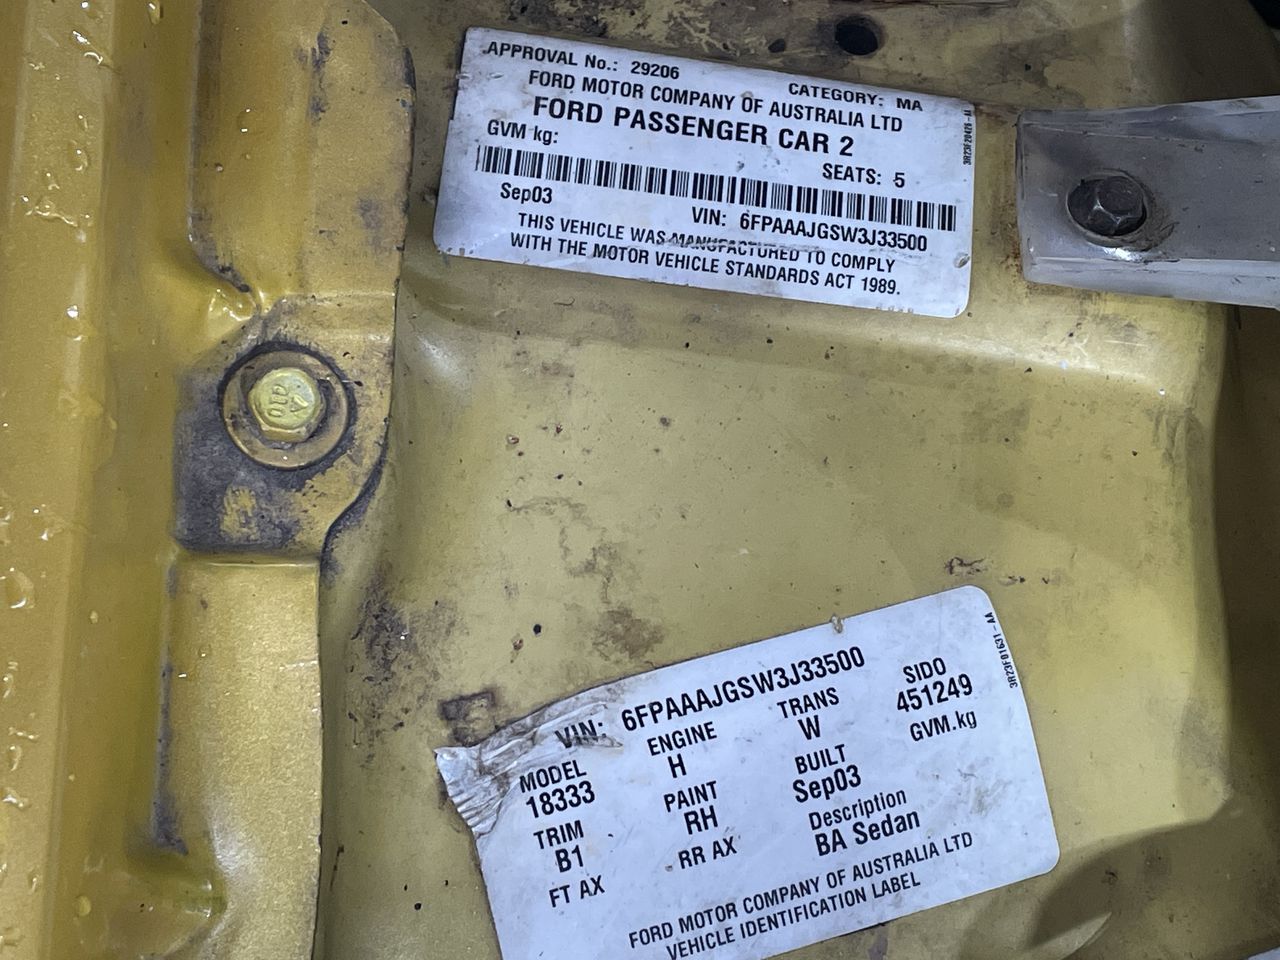 APPROVAL No.: 29206 CATEGORY: MA
FORD MOTOR COMPANY OF AUSTRALIA LTD
FORD PASSENGER CAR 2
GVM kg: SEATS: 5
Sep03 VIN: 6FPAAAJGSW3J33500
THIS VEHICLE WAS MANUFACTURED TO COMPLY
WITH THE MOTOR VEHICLE STANDARDS ACT 1989.
A
010
VIN: 6FPAAAJGSW3J33500
MODEL ENGINE TRANS SIDO
18333 H W 451249
TRIM PAINT BUILT GVM.kg
B1 RH Sep03
FT AX RR AX Description
BA Sedan
FORD MOTOR COMPANY OF AUSTRALIA LTD
VEHICLE IDENTIFICATION LABEL
3R23F01631-AA